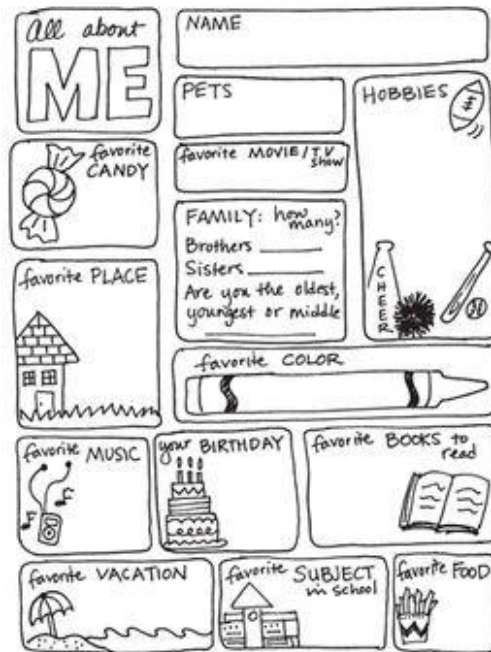 All about
ME
NAME
PETS
HOBBIES
favorite
CANDY
favorite MOVIE/TV
show
FAMILY: how
many?
Brothers
Sisters
Are you the oldest,
youngest or middle
CHEER
favorite PLACE
favorite COLOR
favorite MUSIC
your BIRTHDAY
favorite BOOKS to
read
favorite VACATION
favorite
SUBJECT
in school
favorite FOOD